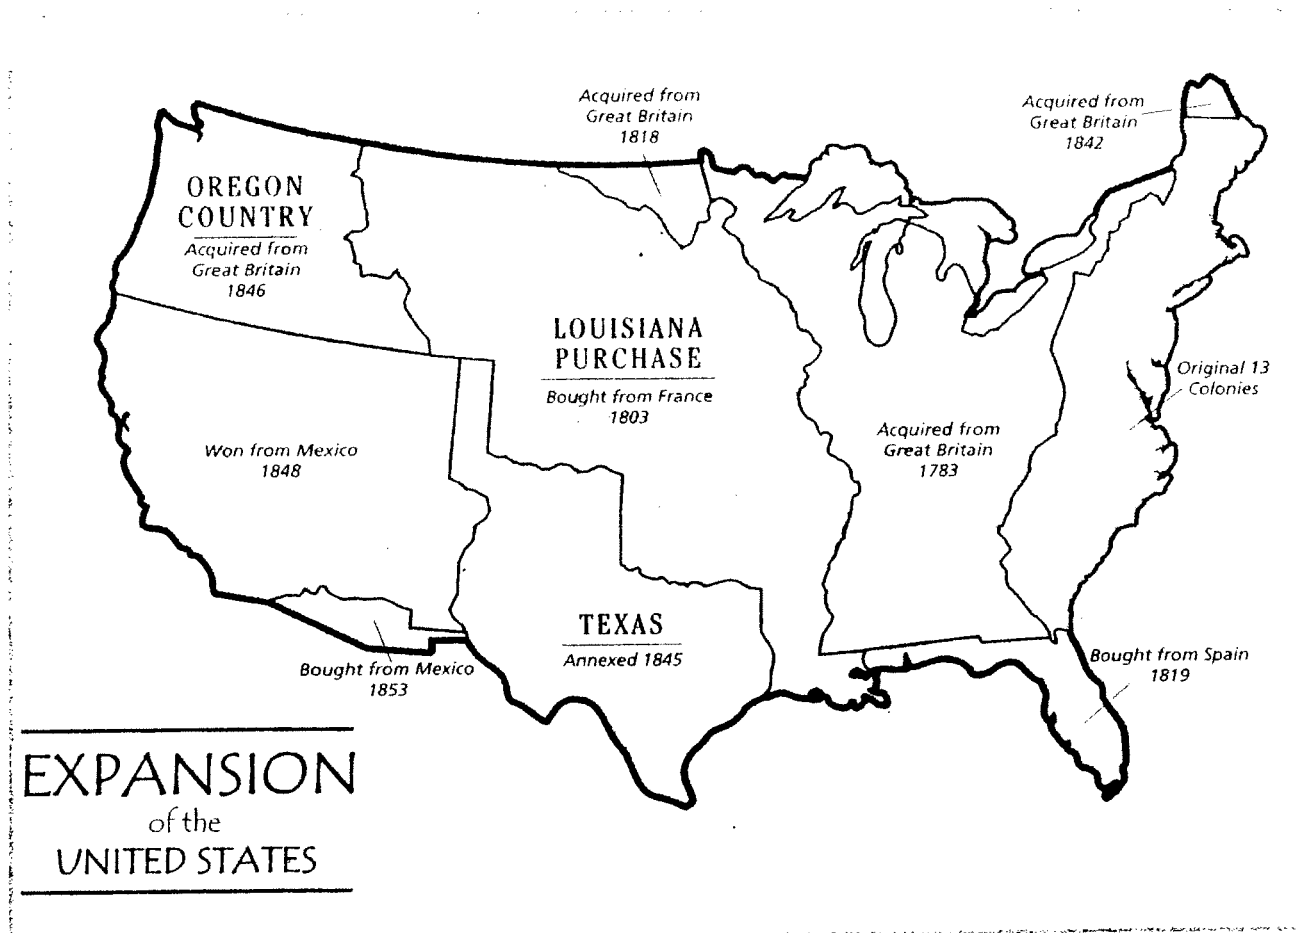 Acquired from
Great Britain
1818
Acquired from
Great Britain
1842
OREGON
COUNTRY
Acquired from
Great Britain
1846
LOUISIANA
PURCHASE
Bought from France
1803
Original 13
Colonies
Won from Mexico
1848
Acquired from
Great Britain
1783
TEXAS
Annexed 1845
Bought from Mexico
1853
Bought from Spain
1819
EXPANSION
of the
UNITED STATES